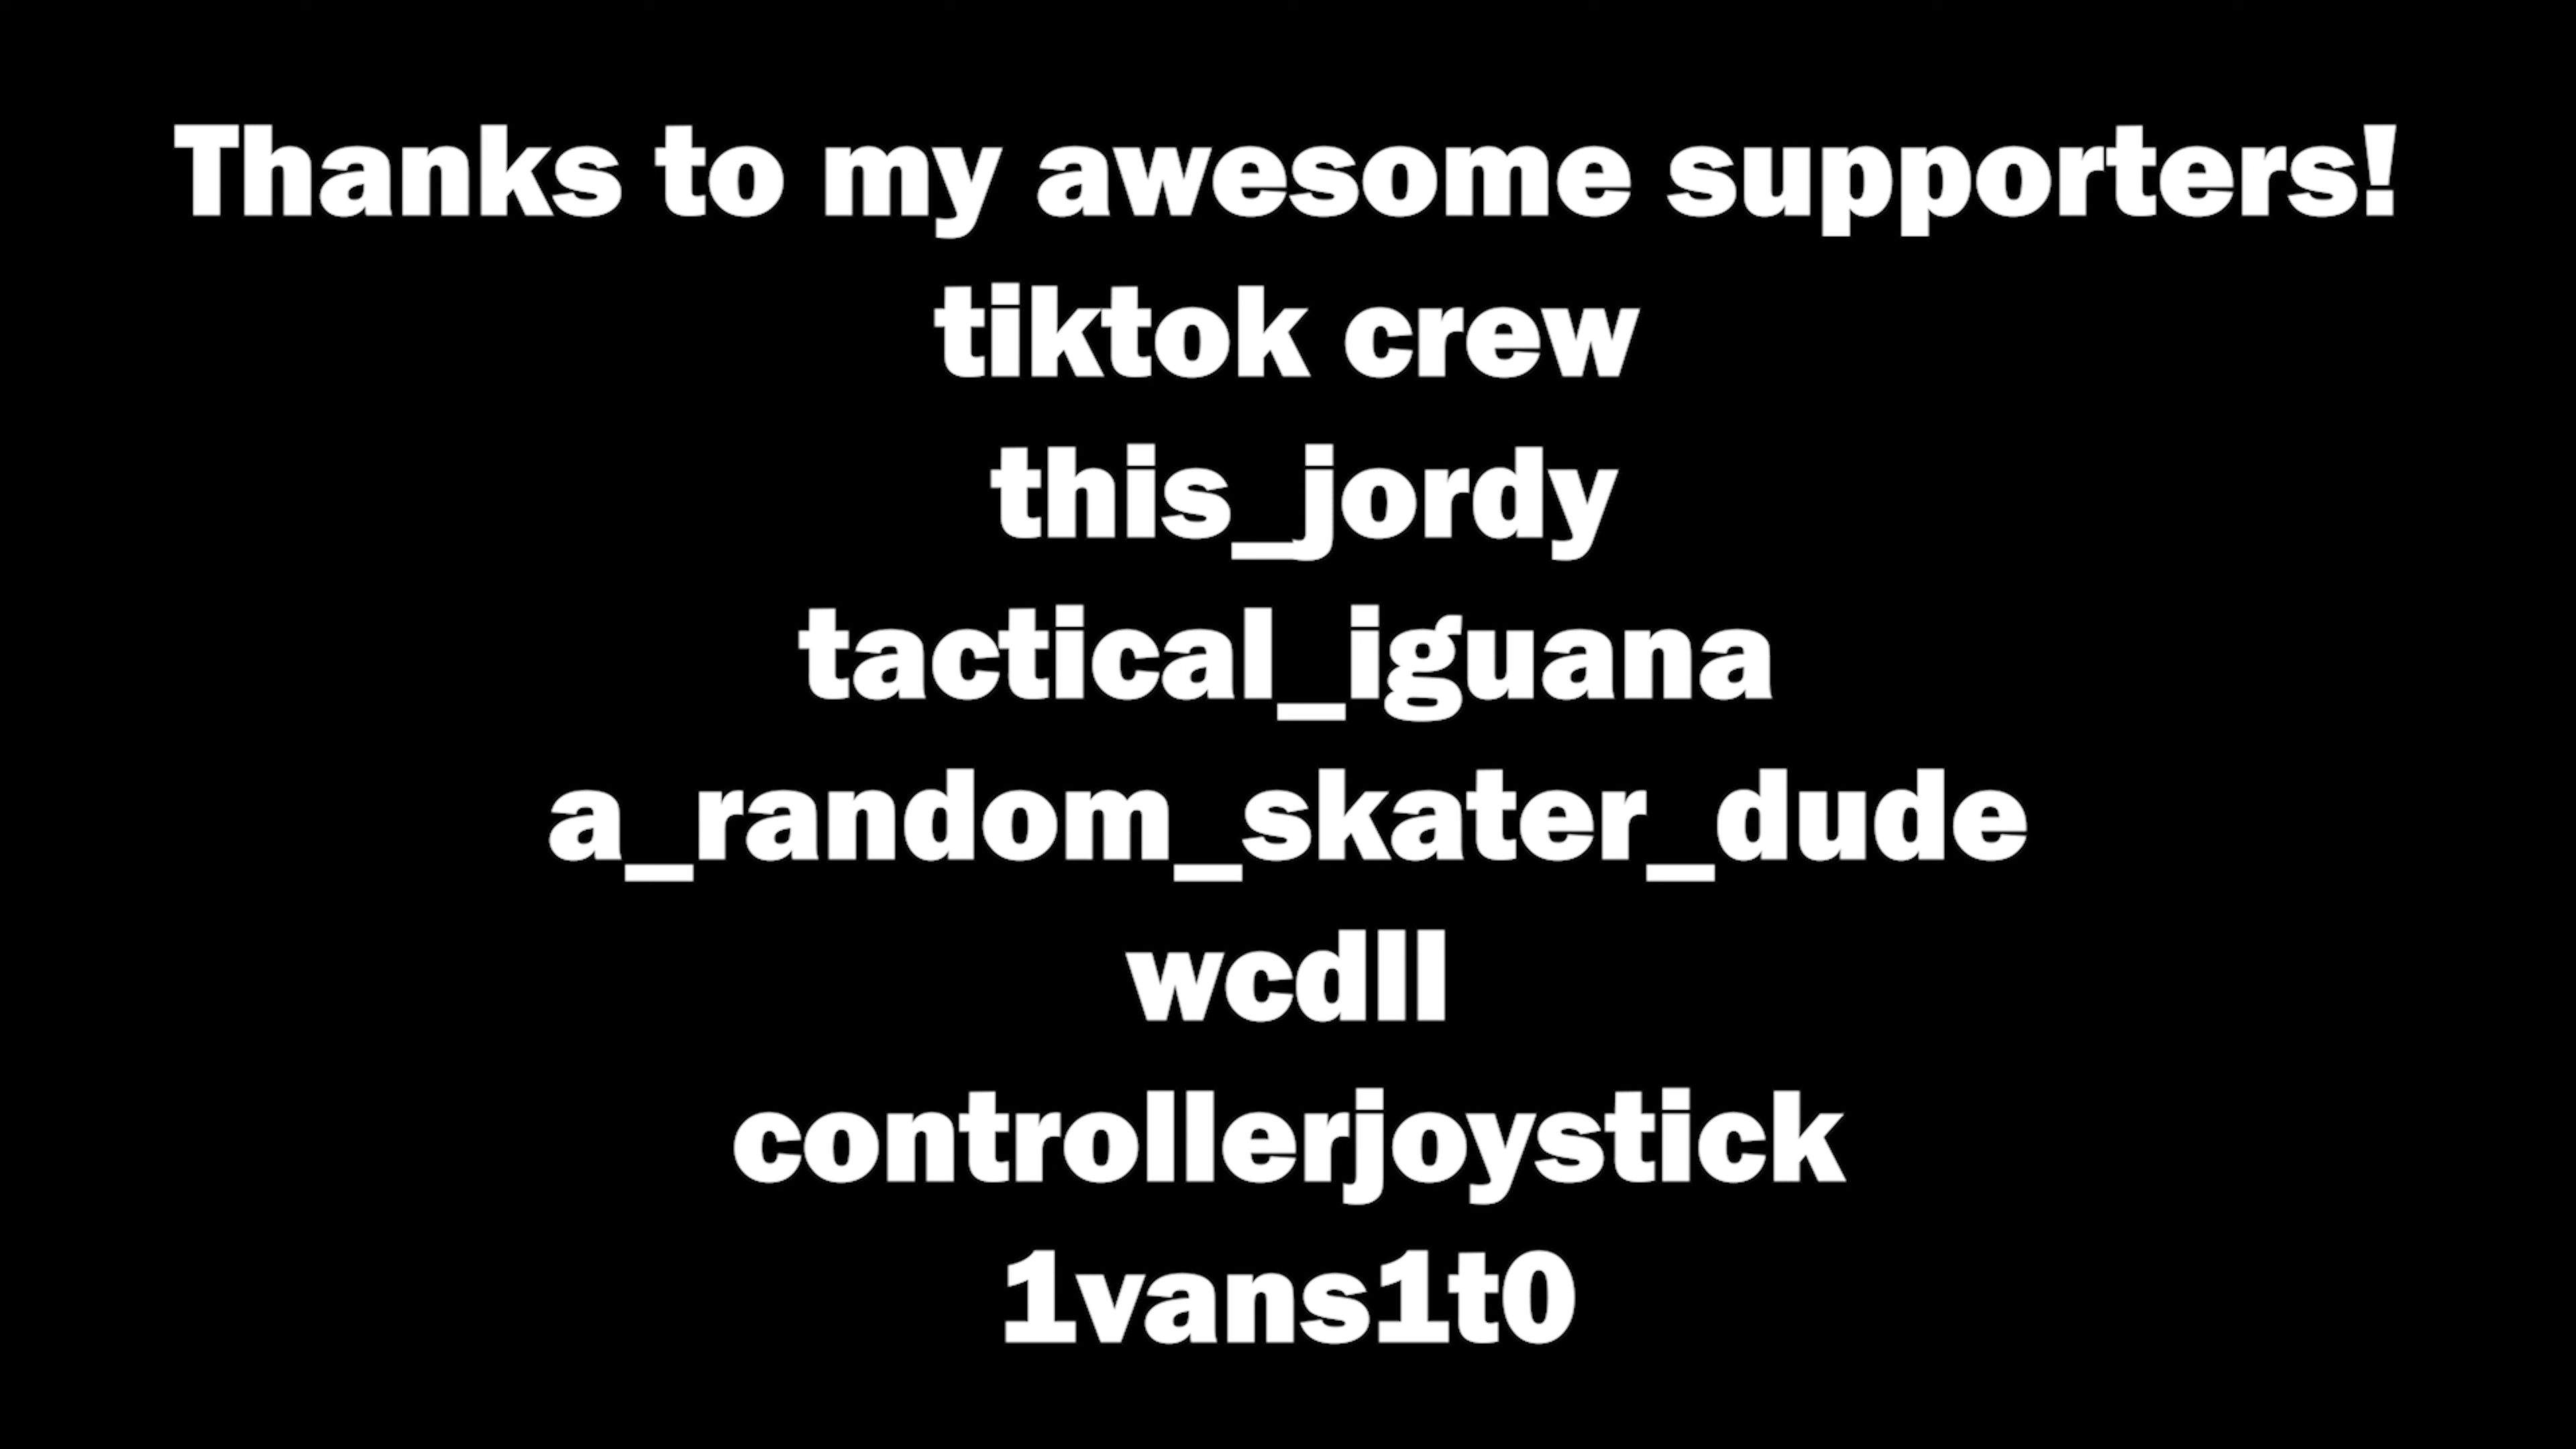 Thanks to my awesome supporters!
tiktok crew
this_jordy
tactical_iguana
a_random_skater_dude
wcdll
controllerjoystick
1vans1t0